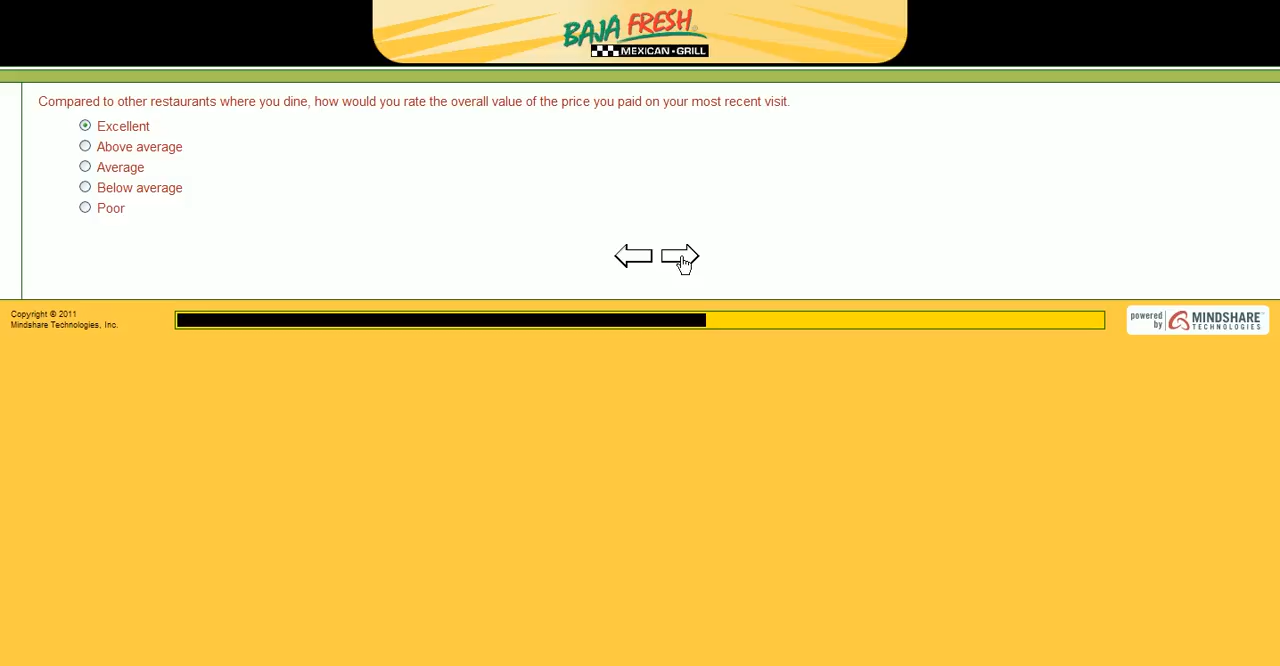 BAJA FRESH
MEXICAN • GRILL
Compared to other restaurants where you dine, how would you rate the overall value of the price you paid on your most recent visit.
Excellent
Above average
Average
Below average
Poor
Copyright © 2011
Mindshare Technologies, Inc.
powered by
MINDSHARE™
TECHNOLOGIES